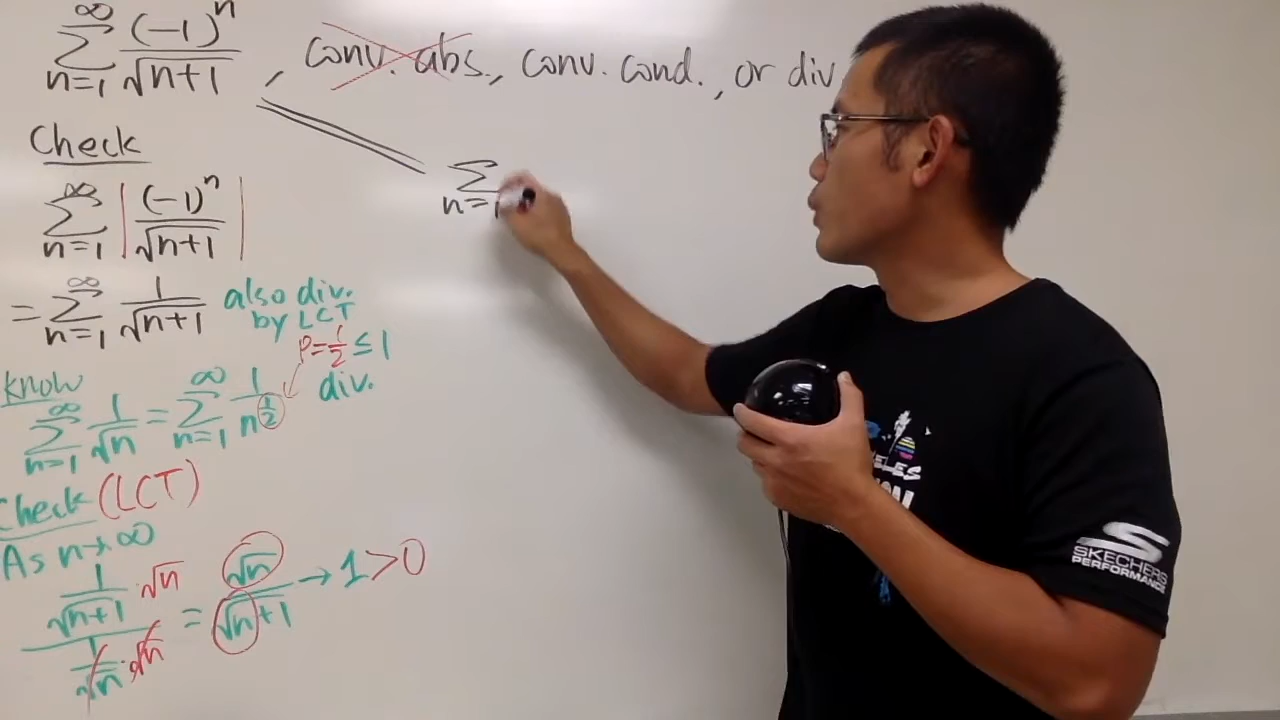 ∞ Σ n=1 (-1)^n / √n+1 , conv. abs., conv. cond., or div.
Check
∞ Σ n=1 | (-1)^n / √n+1 |
= ∞ Σ n=1 1 / √n+1 also div. by LCT
know
∞ Σ n=1 1 / √n = ∞ Σ n=1 1 / n^(1/2) P = 1/2 ≤ 1 div.
Check (LCT)
As n→∞
1 / √n+1 · √n / 1 / √n · √n = √n / √n+1 → 1 > 0
Σ n=1
SKECHERS
PERFORMANCE